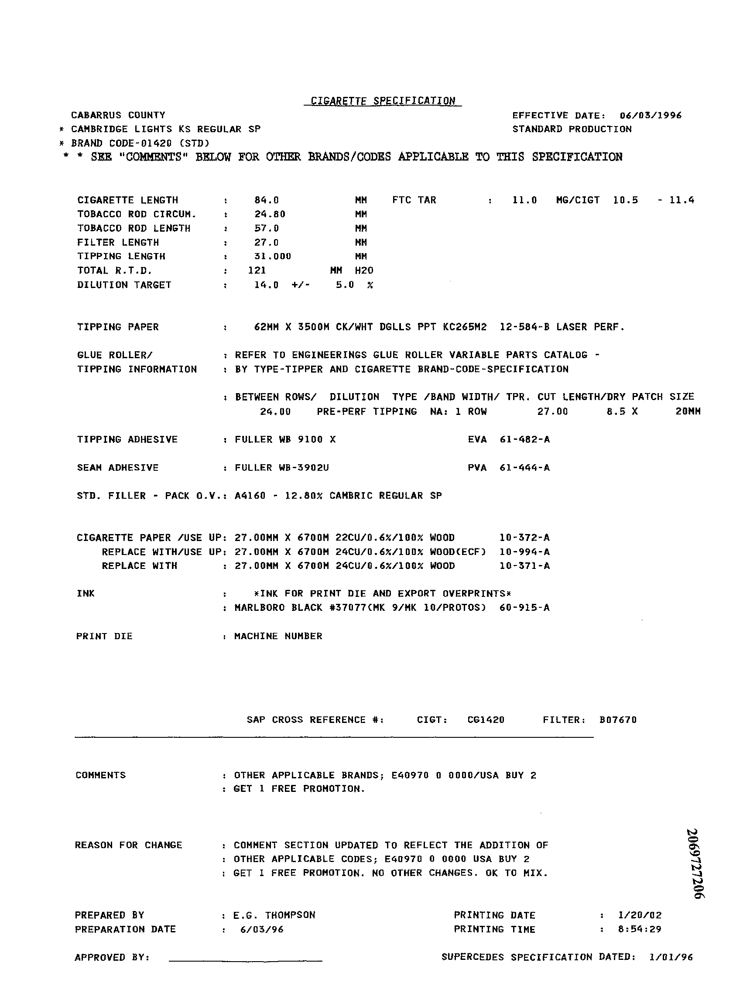 CIGARETTE SPECIFICATION
CABARRUS COUNTY EFFECTIVE DATE: 06/03/1996
* CAMBRIDGE LIGHTS KS REGULAR SP STANDARD PRODUCTION
* BRAND CODE-01420 (STD)
* * SEE "COMMENTS" BELOW FOR OTHER BRANDS/CODES APPLICABLE TO THIS SPECIFICATION
CIGARETTE LENGTH : 84.0 MM FTC TAR : 11.0 MG/CIGT 10.5 - 11.4
TOBACCO ROD CIRCUM. : 24.80 MM
TOBACCO ROD LENGTH : 57.0 MM
FILTER LENGTH : 27.0 MM
TIPPING LENGTH : 31.000 MM
TOTAL R.T.D. : 121 MM H2O
DILUTION TARGET : 14.0 +/- 5.0 %
TIPPING PAPER : 62MM X 3500M CK/WHT DGLLS PPT KC265M2 12-584-B LASER PERF.
GLUE ROLLER/ : REFER TO ENGINEERINGS GLUE ROLLER VARIABLE PARTS CATALOG -
TIPPING INFORMATION : BY TYPE-TIPPER AND CIGARETTE BRAND-CODE-SPECIFICATION
: BETWEEN ROWS/ DILUTION TYPE /BAND WIDTH/ TPR. CUT LENGTH/DRY PATCH SIZE
24.00 PRE-PERF TIPPING NA: 1 ROW 27.00 8.5 X 20MM
TIPPING ADHESIVE : FULLER WB 9100 X EVA 61-482-A
SEAM ADHESIVE : FULLER WB-3902U PVA 61-444-A
STD. FILLER - PACK O.V.: A4160 - 12.80% CAMBRIC REGULAR SP
CIGARETTE PAPER /USE UP: 27.00MM X 6700M 22CU/0.6%/100% WOOD 10-372-A
REPLACE WITH/USE UP: 27.00MM X 6700M 24CU/0.6%/100% WOOD(ECF) 10-994-A
REPLACE WITH : 27.00MM X 6700M 24CU/0.6%/100% WOOD 10-371-A
INK : *INK FOR PRINT DIE AND EXPORT OVERPRINTS*
: MARLBORO BLACK #37077(MK 9/MK 10/PROTOS) 60-915-A
PRINT DIE : MACHINE NUMBER
SAP CROSS REFERENCE #: CIGT: CG1420 FILTER: B07670
COMMENTS : OTHER APPLICABLE BRANDS; E40970 0 0000/USA BUY 2
: GET 1 FREE PROMOTION.
REASON FOR CHANGE : COMMENT SECTION UPDATED TO REFLECT THE ADDITION OF
: OTHER APPLICABLE CODES; E40970 0 0000 USA BUY 2
: GET 1 FREE PROMOTION. NO OTHER CHANGES. OK TO MIX.
2069727206
PREPARED BY : E.G. THOMPSON PRINTING DATE : 1/20/02
PREPARATION DATE : 6/03/96 PRINTING TIME : 8:54:29
APPROVED BY: SUPERCEDES SPECIFICATION DATED: 1/01/96